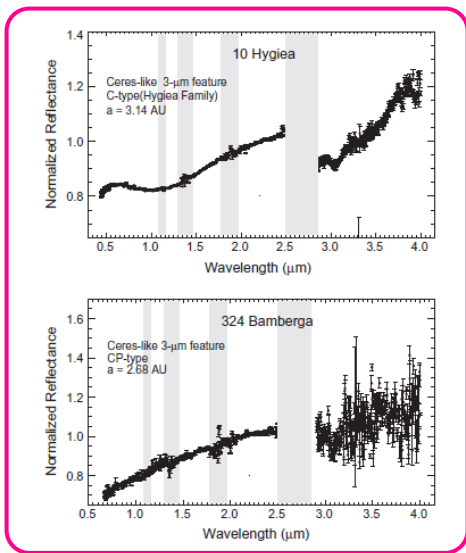 1.4
10 Hygiea
Ceres-like 3-μm feature
C-type(Hygiea Family)
a = 3.14 AU
1.2
1.0
0.8
Normalized Reflectance
0.5 1.0 1.5 2.0 2.5 3.0 3.5 4.0
Wavelength (μm)
1.6
324 Bamberga
Ceres-like 3-μm feature
CP-type
a = 2.68 AU
1.4
1.2
1.0
0.8
0.6
Normalized Reflectance
0.5 1.0 1.5 2.0 2.5 3.0 3.5 4.0
Wavelength (μm)